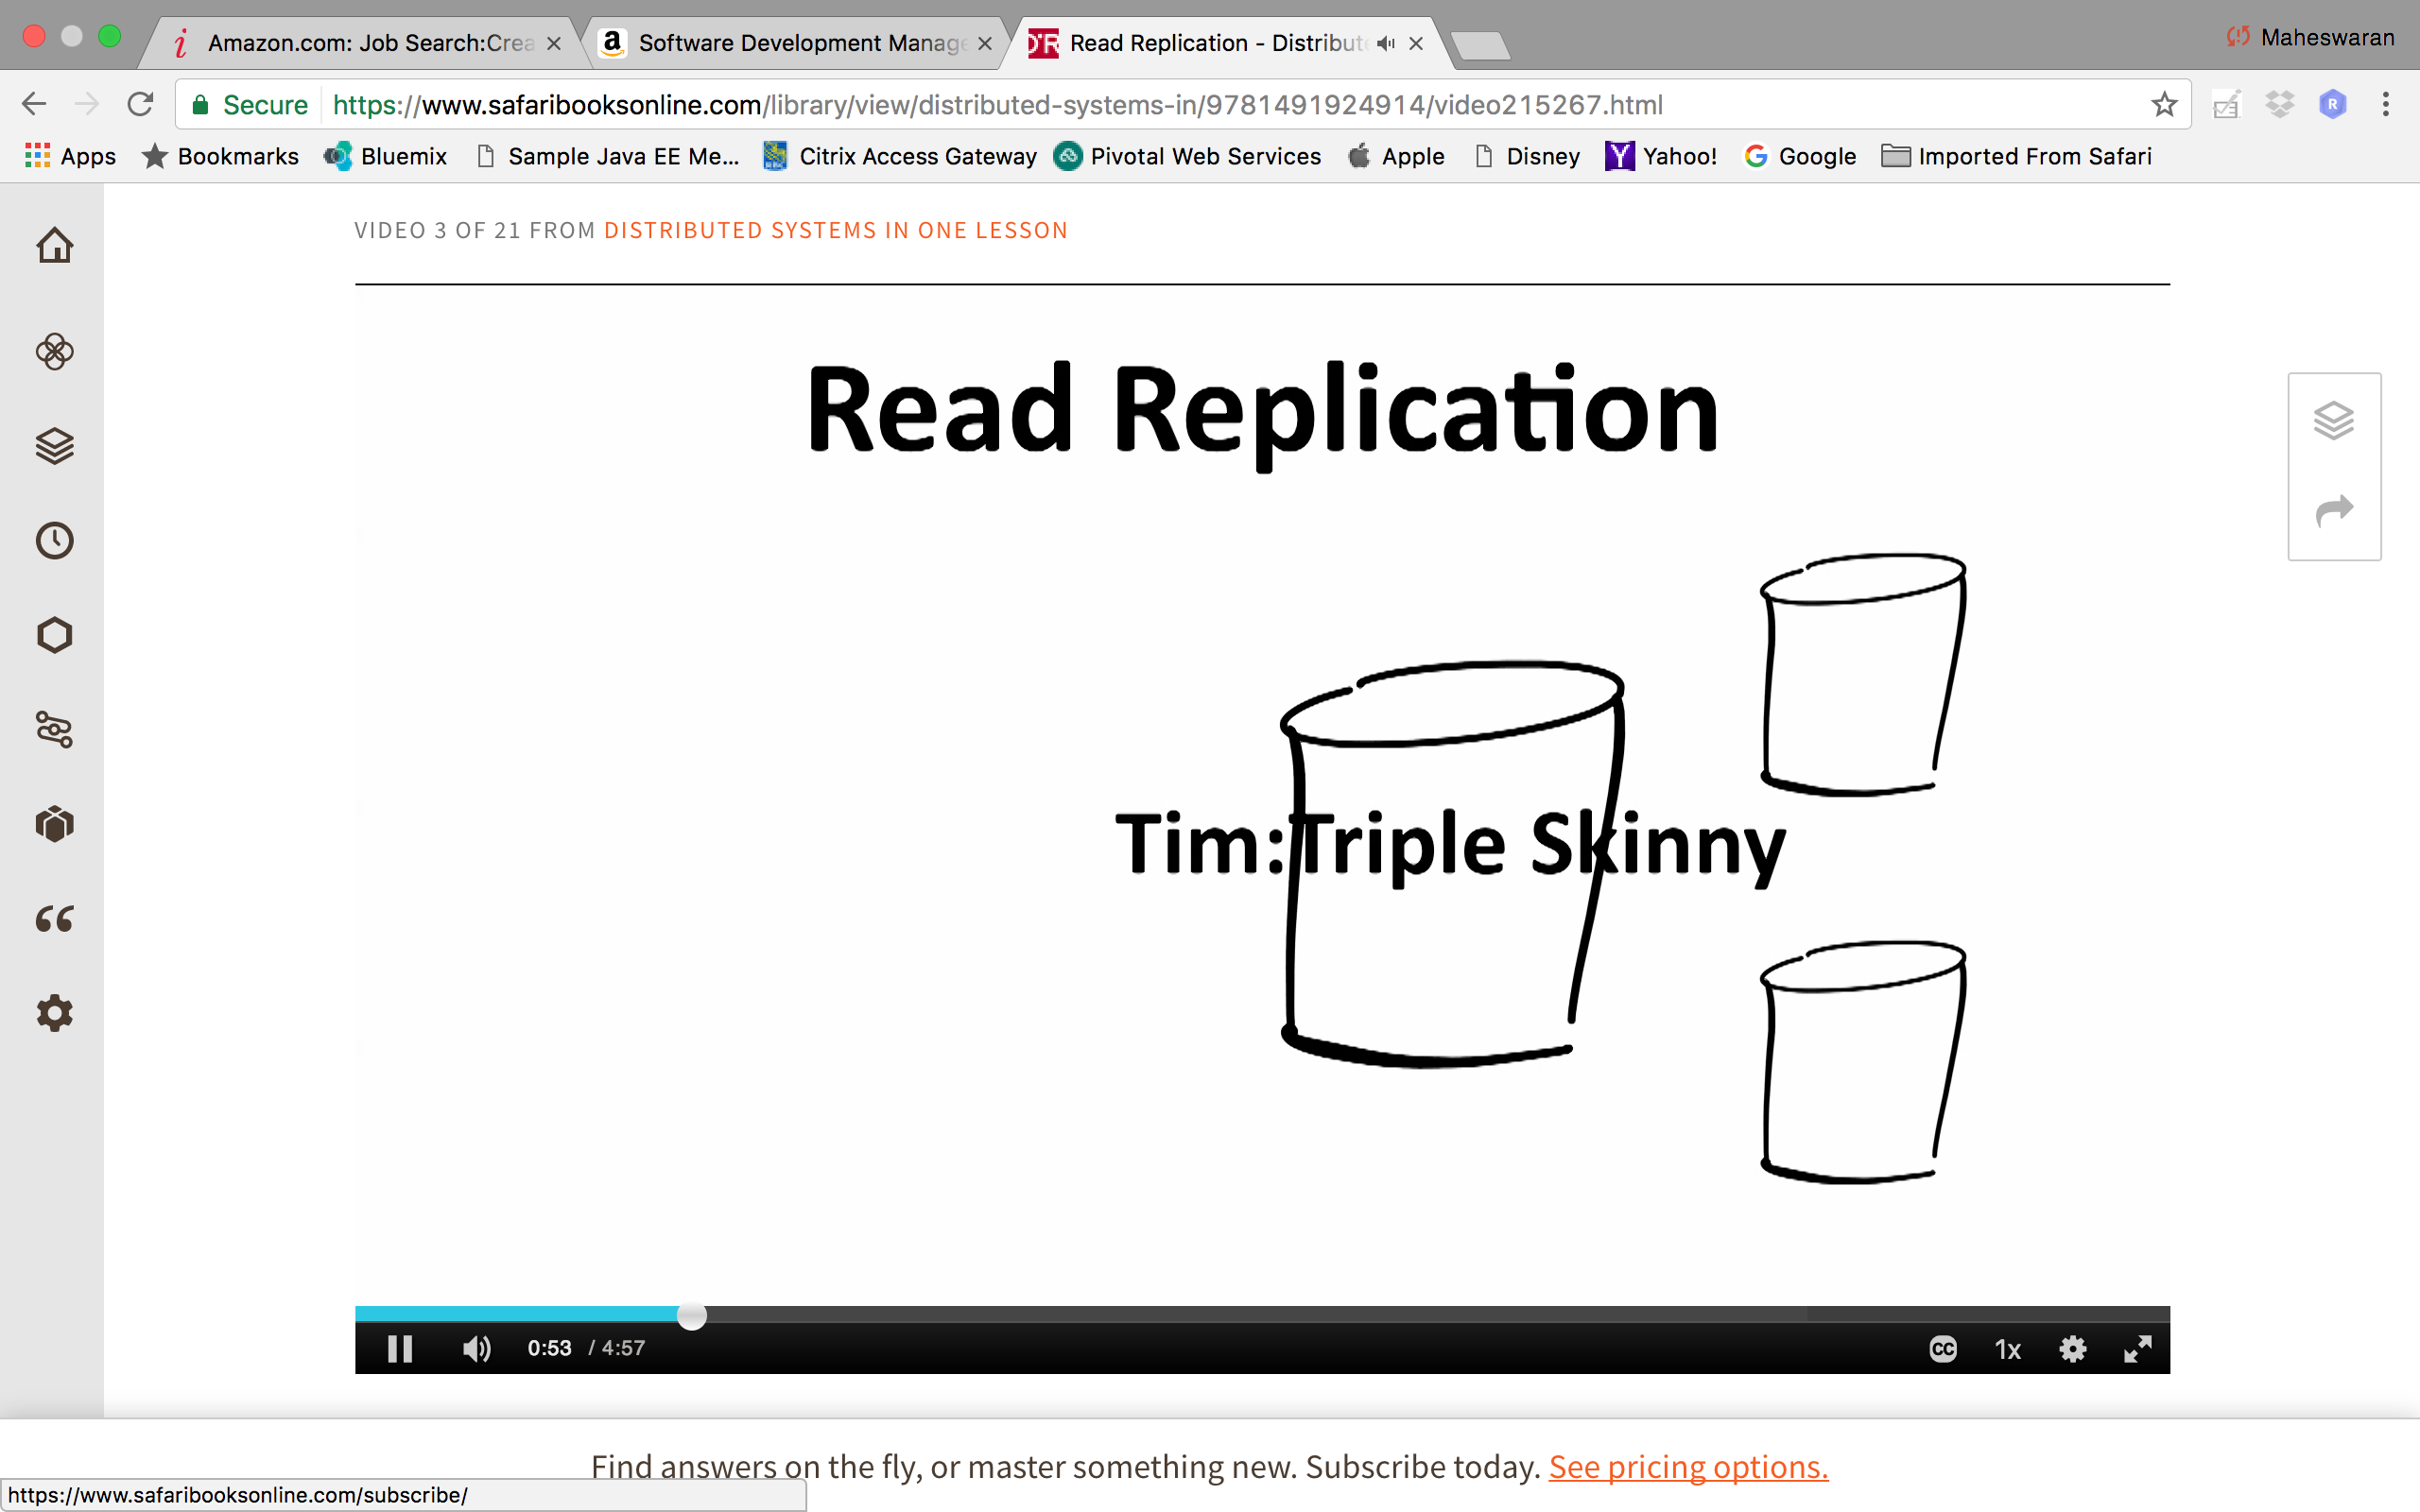 Amazon.com: Job Search:Crea
Software Development Manage
Read Replication - Distribut
Maheswaran
Secure
https://www.safaribooksonline.com/library/view/distributed-systems-in/9781491924914/video215267.html
Apps
Bookmarks
Bluemix
Sample Java EE Me...
Citrix Access Gateway
Pivotal Web Services
Apple
Disney
Yahoo!
Google
Imported From Safari
VIDEO 3 OF 21 FROM DISTRIBUTED SYSTEMS IN ONE LESSON
Read Replication
Tim:Triple Skinny
0:53 / 4:57
CC
1x
Find answers on the fly, or master something new. Subscribe today. See pricing options.
https://www.safaribooksonline.com/subscribe/